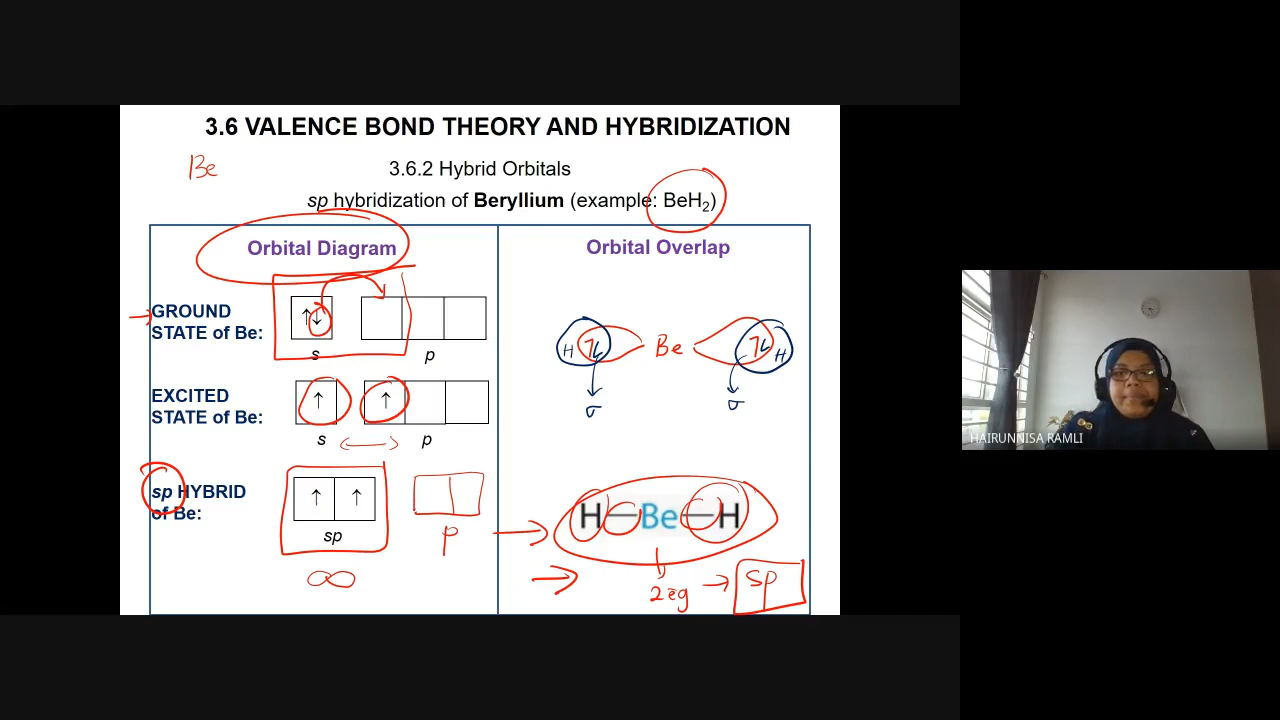 3.6 VALENCE BOND THEORY AND HYBRIDIZATION
Be
3.6.2 Hybrid Orbitals
sp hybridization of Beryllium (example: BeH₂)
Orbital Diagram
GROUND
STATE of Be:
↑↓
s
p
EXCITED
STATE of Be:
↑ ↑
s
p
sp HYBRID
of Be:
↑ ↑
sp
p
Orbital Overlap
H ↑↓ Be ↑↓ H
σ σ
H—Be—H
2 eg → sp
HAIRUNNISA RAMLI